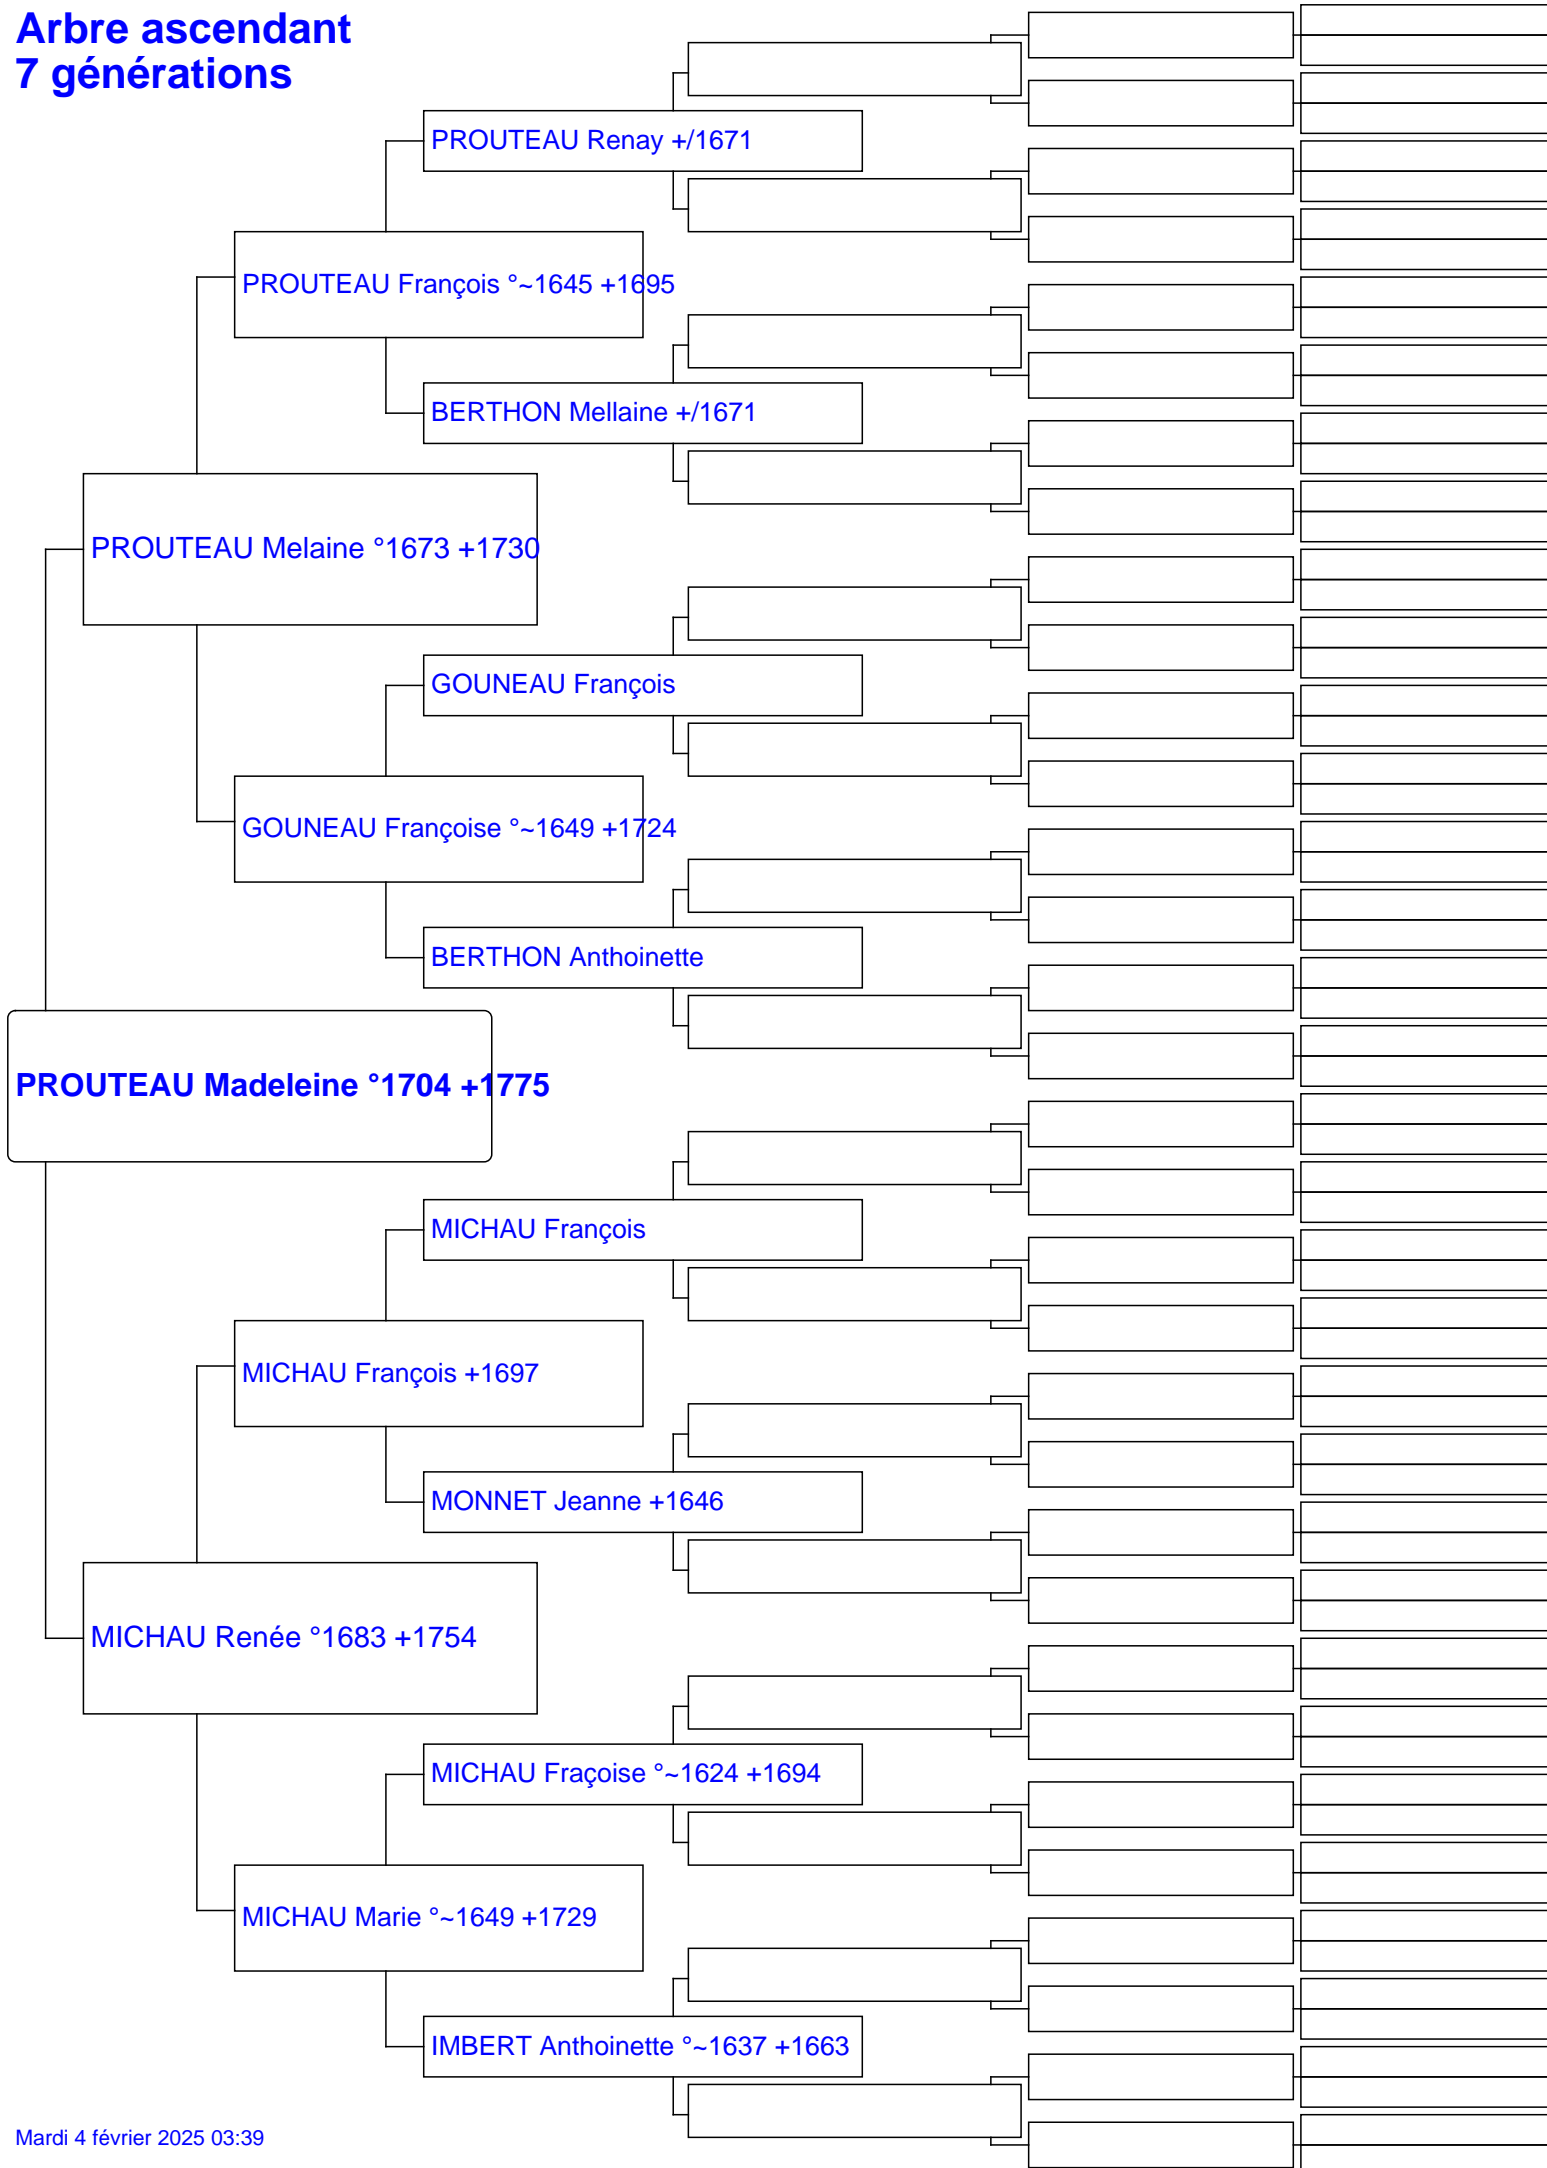 Arbre ascendant
7 générations
PROUTEAU Renay +/1671
PROUTEAU François °~1645 +1695
BERTHON Mellaine +/1671
PROUTEAU Melaine °1673 +1730
GOUNEAU François
GOUNEAU Françoise °~1649 +1724
BERTHON Anthoinette
PROUTEAU Madeleine °1704 +1775
MICHAU François
MICHAU François +1697
MONNET Jeanne +1646
MICHAU Renée °1683 +1754
MICHAU Fraçoise °~1624 +1694
MICHAU Marie °~1649 +1729
IMBERT Anthoinette °~1637 +1663
Mardi 4 février 2025 03:39